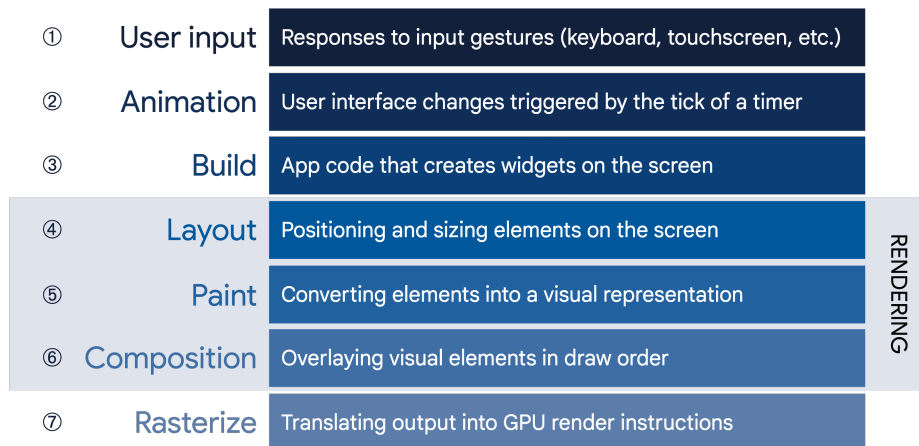 ① User input Responses to input gestures (keyboard, touchscreen, etc.)
② Animation User interface changes triggered by the tick of a timer
③ Build App code that creates widgets on the screen
④ Layout Positioning and sizing elements on the screen
⑤ Paint Converting elements into a visual representation
⑥ Composition Overlaying visual elements in draw order
RENDERING
⑦ Rasterize Translating output into GPU render instructions